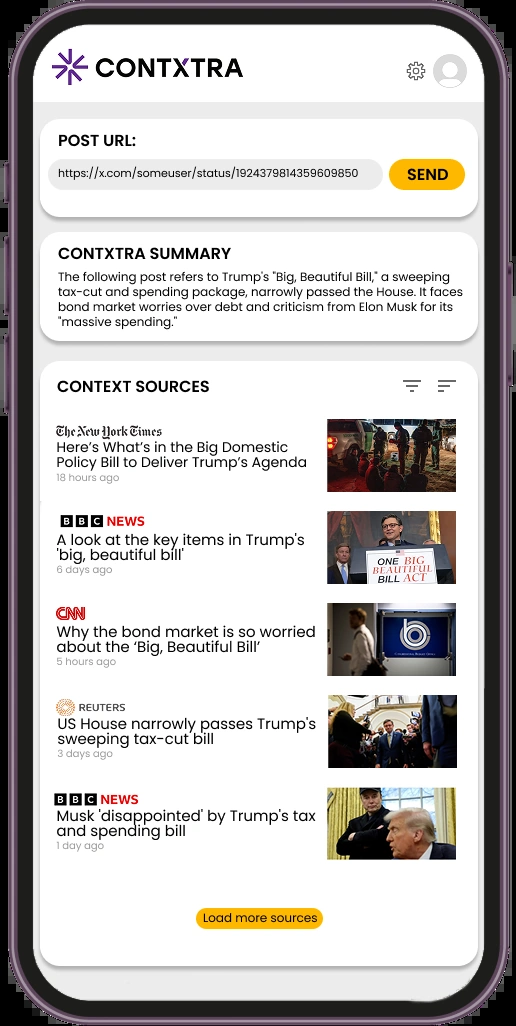 CONTXTRA
POST URL:
https://x.com/someuser/status/1924379814359609850
SEND
CONTXTRA SUMMARY
The following post refers to Trump's "Big, Beautiful Bill," a sweeping
tax-cut and spending package, narrowly passed the House. It faces
bond market worries over debt and criticism from Elon Musk for its
"massive spending."
CONTEXT SOURCES
The New York Times
Here's What's in the Big Domestic
Policy Bill to Deliver Trump's Agenda
18 hours ago
BBC NEWS
A look at the key items in Trump's
'big, beautiful bill'
6 days ago
ONE BIG
BEAUTIFUL
BILL ACT
CNN
Why the bond market is so worried
about the ‘Big, Beautiful Bill’
5 hours ago
REUTERS
US House narrowly passes Trump's
sweeping tax-cut bill
3 days ago
BBC NEWS
Musk 'disappointed' by Trump's tax
and spending bill
1 day ago
Load more sources